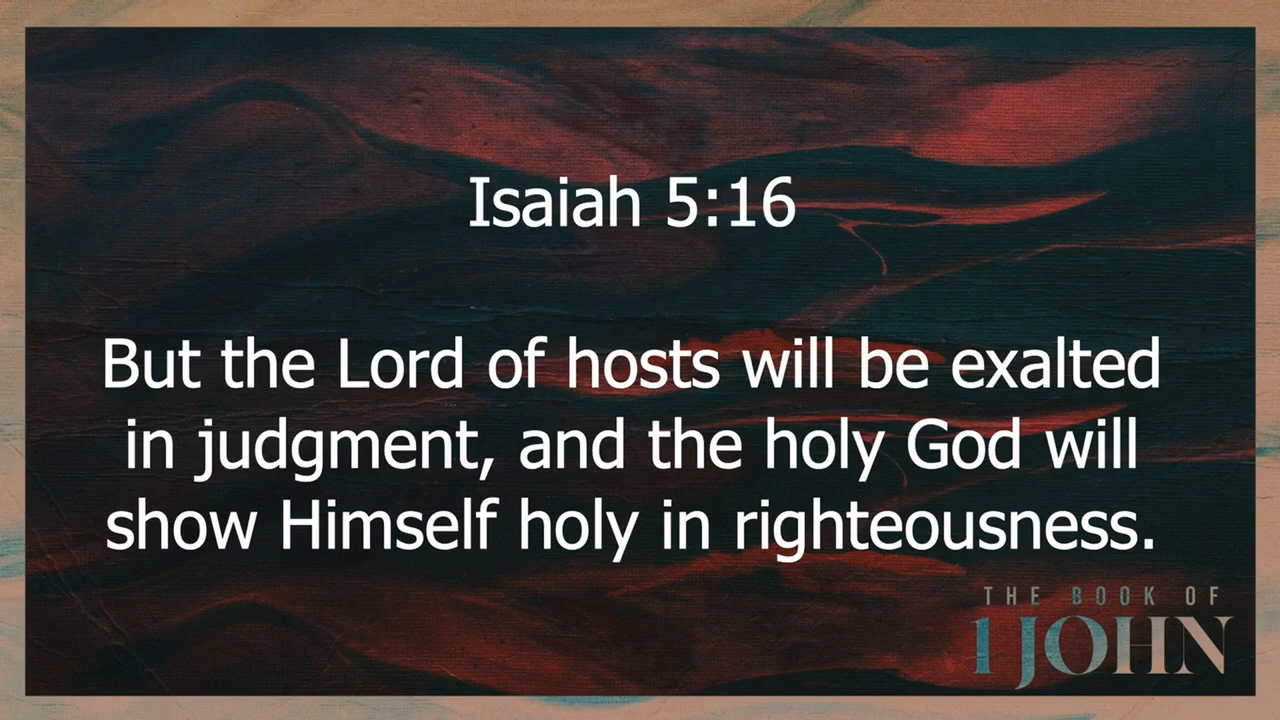 Isaiah 5:16
But the Lord of hosts will be exalted
in judgment, and the holy God will
show Himself holy in righteousness.
THE BOOK OF
1 JOHN